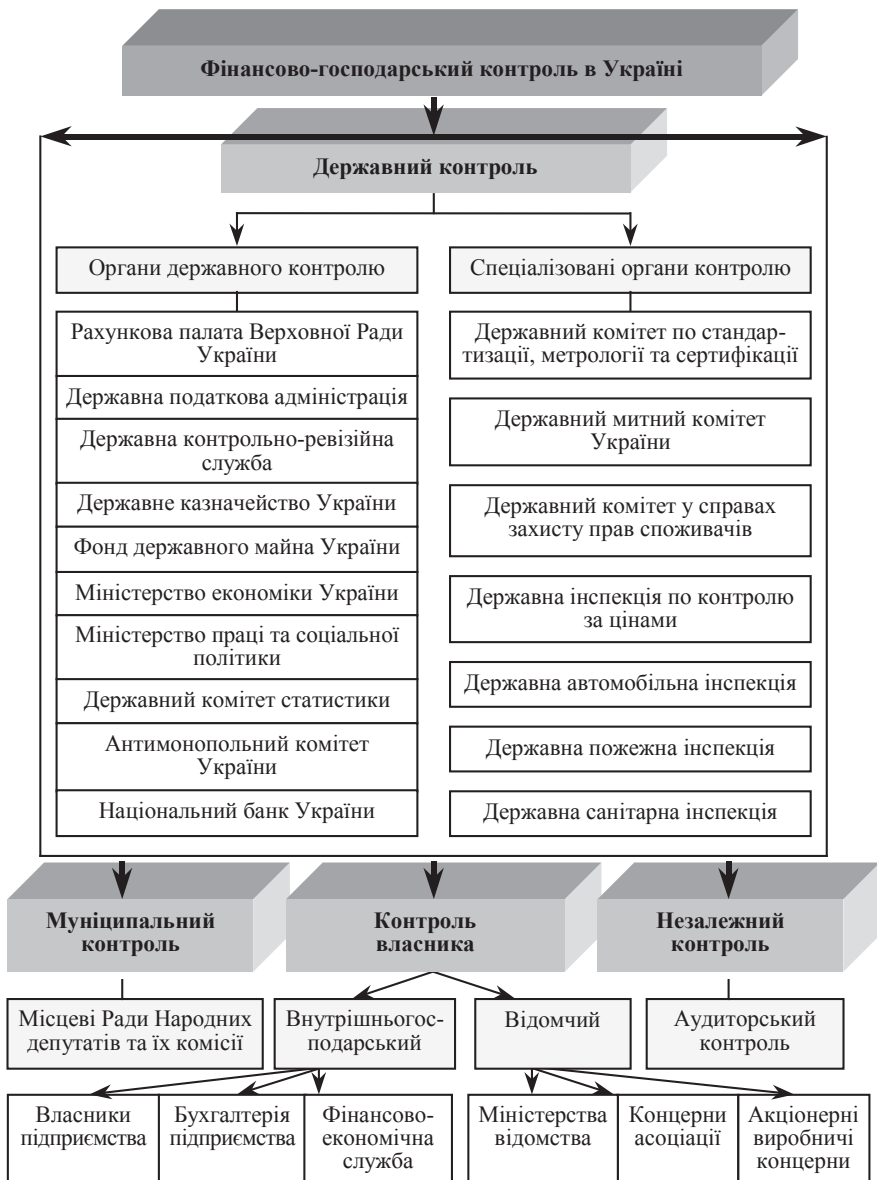 Фінансово-господарський контроль в Україні
Державний контроль
Органи державного контролю
Рахункова палата Верховної Ради
України
Державна податкова адміністрація
Державна контрольно-ревізійна
служба
Державне казначейство України
Фонд державного майна України
Міністерство економіки України
Міністерство праці та соціальної
політики
Державний комітет статистики
Антимонопольний комітет
України
Національний банк України
Спеціалізовані органи контролю
Державний комітет по стандар-
тизації, метрології та сертифікації
Державний митний комітет
України
Державний комітет у справах
захисту прав споживачів
Державна інспекція по контролю
за цінами
Державна автомобільна інспекція
Державна пожежна інспекція
Державна санітарна інспекція
Муніципальний
контроль
Контроль
власника
Незалежний
контроль
Місцеві Ради Народних
депутатів та їх комісії
Внутрішньогос-
подарський
Відомчий
Аудиторський
контроль
Власники
підприємства
Бухгалтерія
підприємства
Фінансово-
економічна
служба
Міністерства
відомства
Концерни
асоціації
Акціонерні
виробничі
концерни